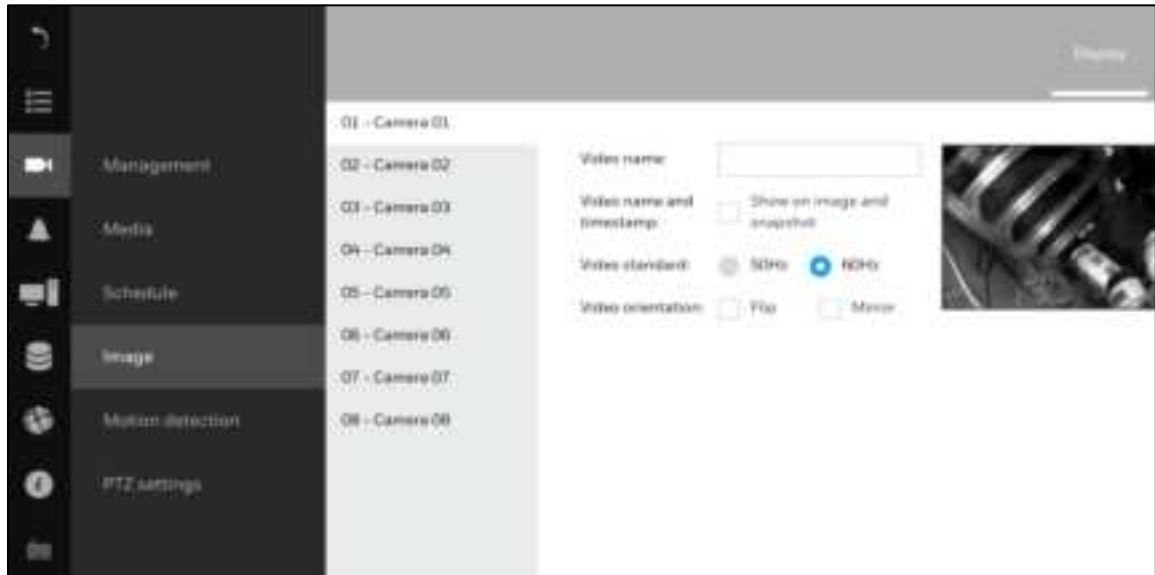 Display
01 - Camera 01
Management
02 - Camera 02
Video name:
03 - Camera 03
Video name and timestamp:
Show on image and snapshot
Media
04 - Camera 04
Video standard:
50Hz
60Hz
Schedule
05 - Camera 05
Video orientation:
Flip
Mirror
06 - Camera 06
Image
07 - Camera 07
Motion detection
08 - Camera 08
PTZ settings